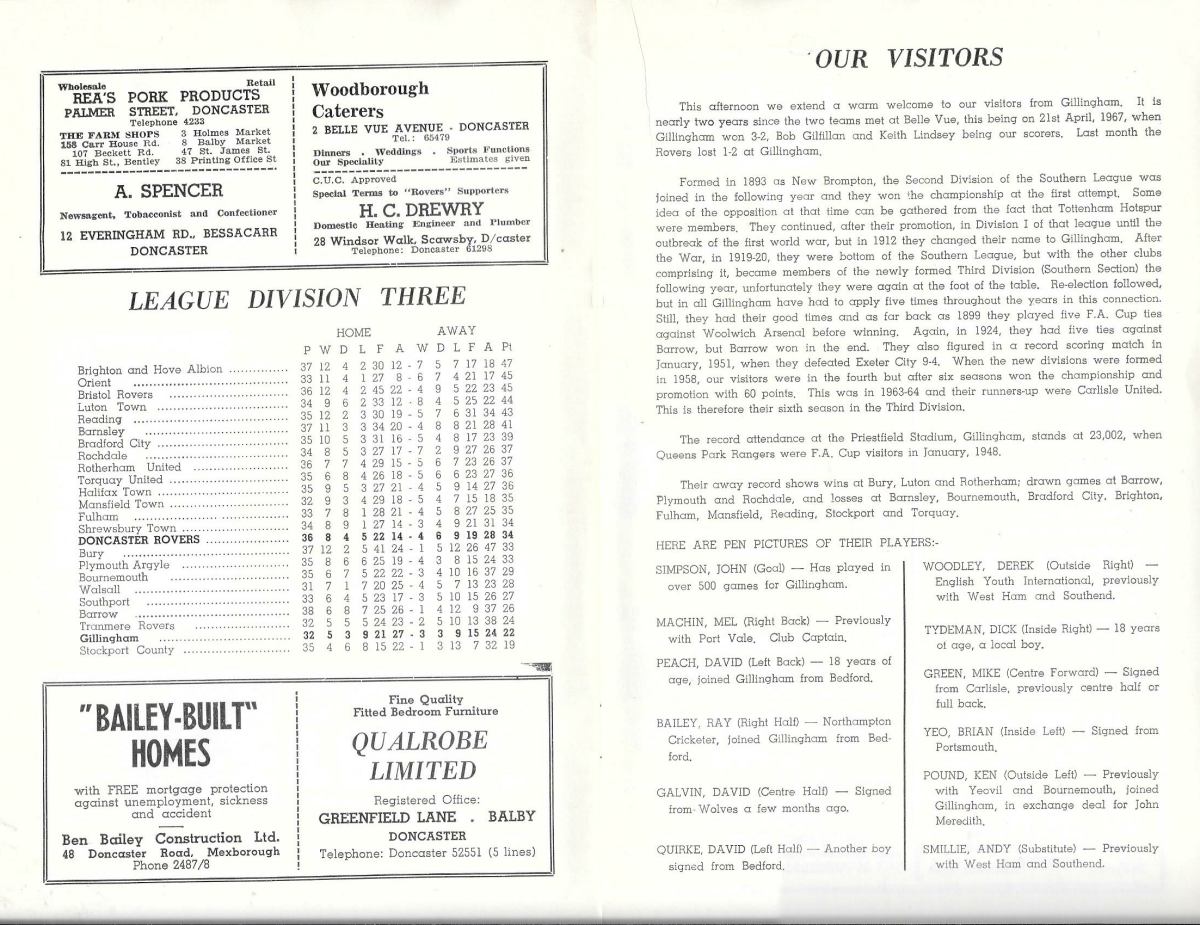 Wholesale Retail
REA'S PORK PRODUCTS
PALMER STREET, DONCASTER
Telephone 4233
THE FARM SHOPS 3 Holmes Market
158 Carr House Rd. 8 Balby Market
107 Beckett Rd. 47 St. James St.
81 High St., Bentley 38 Printing Office St
A. SPENCER
Newsagent, Tobacconist and Confectioner
12 EVERINGHAM RD., BESSACARR
DONCASTER
Woodborough
Caterers
2 BELLE VUE AVENUE - DONCASTER
Tel.: 65479
Dinners . Weddings . Sports Functions
Our Speciality Estimates given
C.U.C. Approved
Special Terms to "Rovers" Supporters
H. C. DREWRY
Domestic Heating Engineer and Plumber
28 Windsor Walk, Scawsby, D/caster
Telephone: Doncaster 61298
LEAGUE DIVISION THREE
HOME AWAY
P W D L F A W D L F A Pt
Brighton and Hove Albion .............. 37 12 4 2 30 12 - 7 5 7 17 18 47
Orient .............. 33 11 4 1 27 8 - 6 7 4 21 17 45
Bristol Rovers .............. 36 12 4 2 45 22 - 4 9 5 22 23 45
Luton Town .............. 34 9 6 2 33 12 - 8 4 5 25 22 44
Reading .............. 35 12 2 3 30 19 - 5 7 6 31 34 43
Barnsley .............. 37 11 3 3 34 20 - 4 8 8 21 28 41
Bradford City .............. 35 10 5 3 31 16 - 5 4 8 17 23 39
Rochdale .............. 34 8 5 3 27 17 - 7 2 9 27 26 37
Rotherham United .............. 36 7 7 4 29 15 - 5 6 7 23 26 37
Torquay United .............. 35 6 8 4 26 18 - 5 6 6 23 27 36
Halifax Town .............. 35 9 5 3 27 21 - 4 5 9 14 27 36
Mansfield Town .............. 32 9 3 4 29 18 - 5 4 7 15 18 35
Fulham .............. 33 7 8 1 28 21 - 4 5 8 27 25 35
Shrewsbury Town .............. 34 8 9 1 27 14 - 3 4 9 21 31 34
DONCASTER ROVERS .............. 36 8 4 5 22 14 - 4 6 9 19 28 34
Bury .............. 37 12 2 5 41 24 - 1 5 12 26 47 33
Plymouth Argyle .............. 35 8 6 6 25 19 - 4 3 8 15 24 33
Bournemouth .............. 35 6 7 5 22 22 - 3 4 10 16 37 29
Walsall .............. 31 7 1 7 20 25 - 4 5 7 13 23 28
Southport .............. 33 6 4 5 23 17 - 3 5 10 15 26 27
Barrow .............. 38 6 8 7 25 26 - 1 4 12 9 37 26
Tranmere Rovers .............. 32 5 5 5 24 23 - 2 5 10 13 38 24
Gillingham .............. 32 5 3 9 21 27 - 3 3 9 15 24 22
Stockport County .............. 35 4 6 8 15 22 - 1 3 13 7 32 19
"BAILEY-BUILT"
HOMES
with FREE mortgage protection
against unemployment, sickness
and accident
Ben Bailey Construction Ltd.
48 Doncaster Road, Mexborough
Phone 2487/8
Fine Quality
Fitted Bedroom Furniture
QUALROBE
LIMITED
Registered Office:
GREENFIELD LANE . BALBY
DONCASTER
Telephone: Doncaster 52551 (5 lines)
OUR VISITORS
This afternoon we extend a warm welcome to our visitors from Gillingham. It is
nearly two years since the two teams met at Belle Vue, this being on 21st April, 1967, when
Gillingham won 3-2, Bob Gilfillan and Keith Lindsey being our scorers. Last month the
Rovers lost 1-2 at Gillingham.
Formed in 1893 as New Brompton, the Second Division of the Southern League was
joined in the following year and they won the championship at the first attempt. Some
idea of the opposition at that time can be gathered from the fact that Tottenham Hotspur
were members. They continued, after their promotion, in Division I of that league until the
outbreak of the first world war, but in 1912 they changed their name to Gillingham. After
the War, in 1919-20, they were bottom of the Southern League, but with the other clubs
comprising it, became members of the newly formed Third Division (Southern Section) the
following year, unfortunately they were again at the foot of the table. Re-election followed,
but in all Gillingham have had to apply five times throughout the years in this connection.
Still, they had their good times and as far back as 1899 they played five F.A. Cup ties
against Woolwich Arsenal before winning. Again, in 1924, they had five ties against
Barrow, but Barrow won in the end. They also figured in a record scoring match in
January, 1951, when they defeated Exeter City 9-4. When the new divisions were formed
in 1958, our visitors were in the fourth but after six seasons won the championship and
promotion with 60 points. This was in 1963-64 and their runners-up were Carlisle United.
This is therefore their sixth season in the Third Division.
The record attendance at the Priestfield Stadium, Gillingham, stands at 23,002, when
Queens Park Rangers were F.A. Cup visitors in January, 1948.
Their away record shows wins at Bury, Luton and Rotherham; drawn games at Barrow,
Plymouth and Rochdale, and losses at Barnsley, Bournemouth, Bradford City, Brighton,
Fulham, Mansfield, Reading, Stockport and Torquay.
HERE ARE PEN PICTURES OF THEIR PLAYERS:-
SIMPSON, JOHN (Goal) — Has played in
over 500 games for Gillingham.
MACHIN, MEL (Right Back) — Previously
with Port Vale. Club Captain.
PEACH, DAVID (Left Back) — 18 years of
age, joined Gillingham from Bedford.
BAILEY, RAY (Right Half) — Northampton
Cricketer, joined Gillingham from Bed-
ford.
GALVIN, DAVID (Centre Half) — Signed
from Wolves a few months ago.
QUIRKE, DAVID (Left Half) — Another boy
signed from Bedford.
WOODLEY, DEREK (Outside Right) —
English Youth International, previously
with West Ham and Southend.
TYDEMAN, DICK (Inside Right) — 18 years
of age, a local boy.
GREEN, MIKE (Centre Forward) — Signed
from Carlisle, previously centre half or
full back.
YEO, BRIAN (Inside Left) — Signed from
Portsmouth.
POUND, KEN (Outside Left) — Previously
with Yeovil and Bournemouth, joined
Gillingham, in exchange deal for John
Meredith.
SMILLIE, ANDY (Substitute) — Previously
with West Ham and Southend.